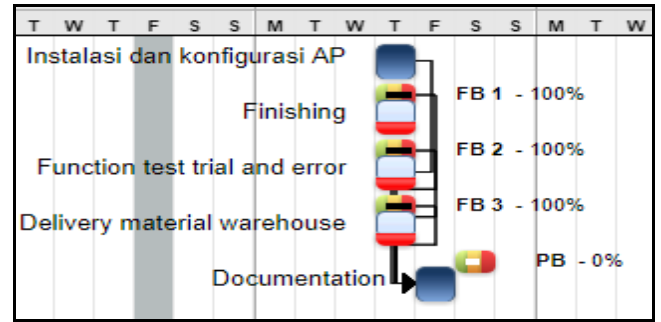 T W T F S S M T W T F S S M T W
Instalasi dan konfigurasi AP
FB 1 - 100%
Finishing
FB 2 - 100%
Function test trial and error
FB 3 - 100%
Delivery material warehouse
PB - 0%
Documentation